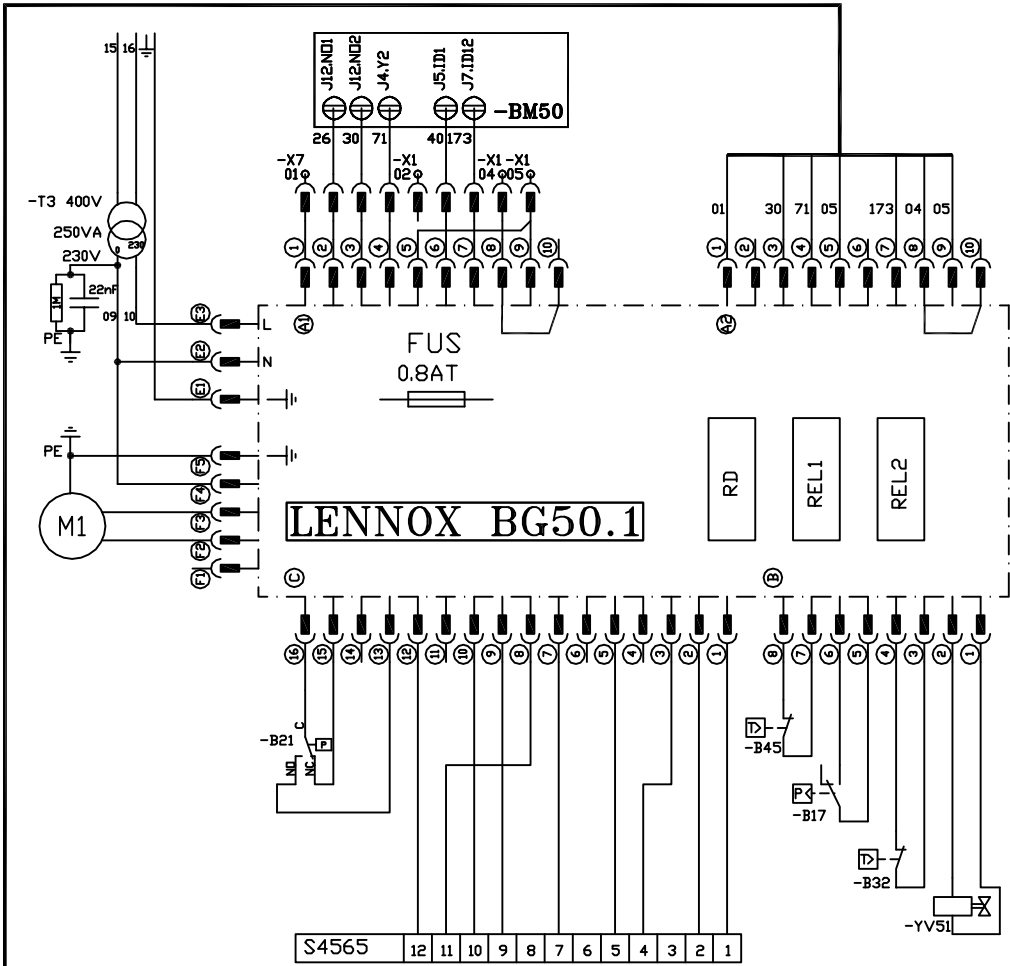 15 16
J12.NO1 J12.NO2 J4.Y2 J5.ID1 J7.ID12
-BM50
26 30 71 40 173
-X7 01 -X1 02 -X1 04 -X1 05
-T3 400V
250VA
230V
0 230
1M 22nF
09 10
PE
01 30 71 05 173 04 05
1 2 3 4 5 6 7 8 9 10
1 2 3 4 5 6 7 8 9 10
A1 A2
E3 L
E2 N
E1
FUS
0.8AT
PE
F5
F4
F3
F2
F1
M1
RD REL1 REL2
LENNOX BG50.1
C B
16 15 14 13 12 11 10 9 8 7 6 5 4 3 2 1
8 7 6 5 4 3 2 1
C
-B21 P
NO NC
T>
-B45
P<
-B17
T>
-B32
-YV51
S4565 12 11 10 9 8 7 6 5 4 3 2 1